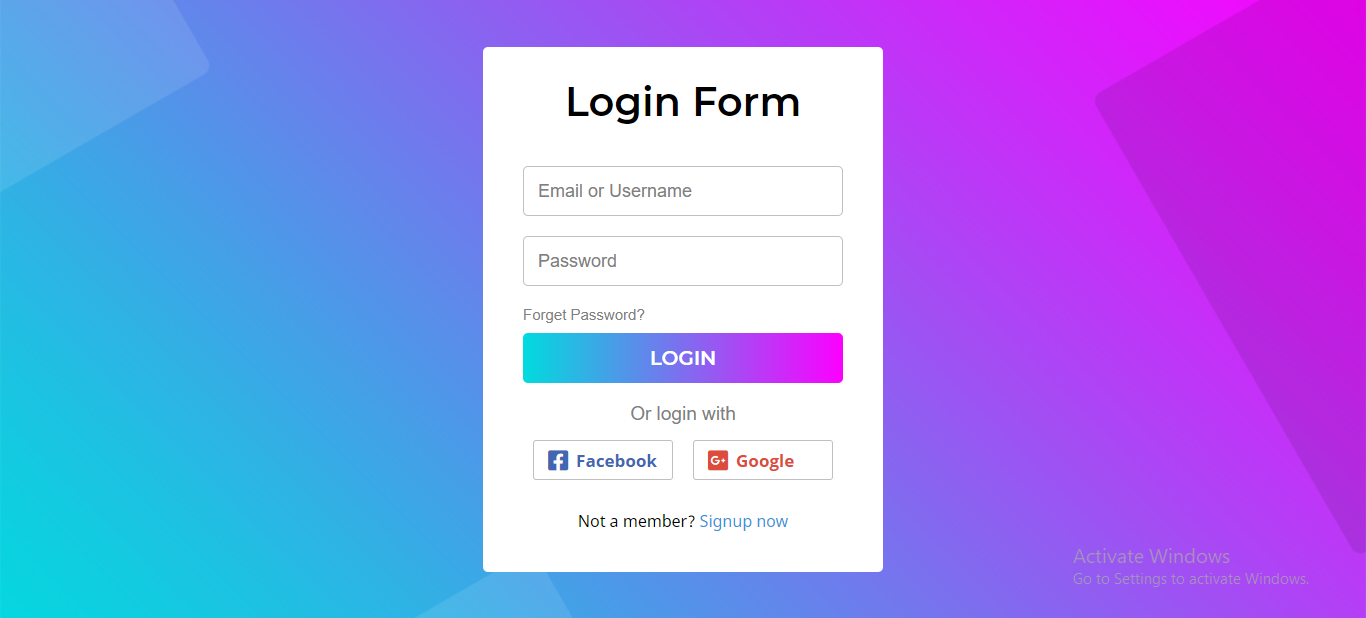 Login Form
Email or Username
Password
Forget Password?
LOGIN
Or login with
Facebook
G+ Google
Not a member? Signup now
Activate Windows
Go to Settings to activate Windows.